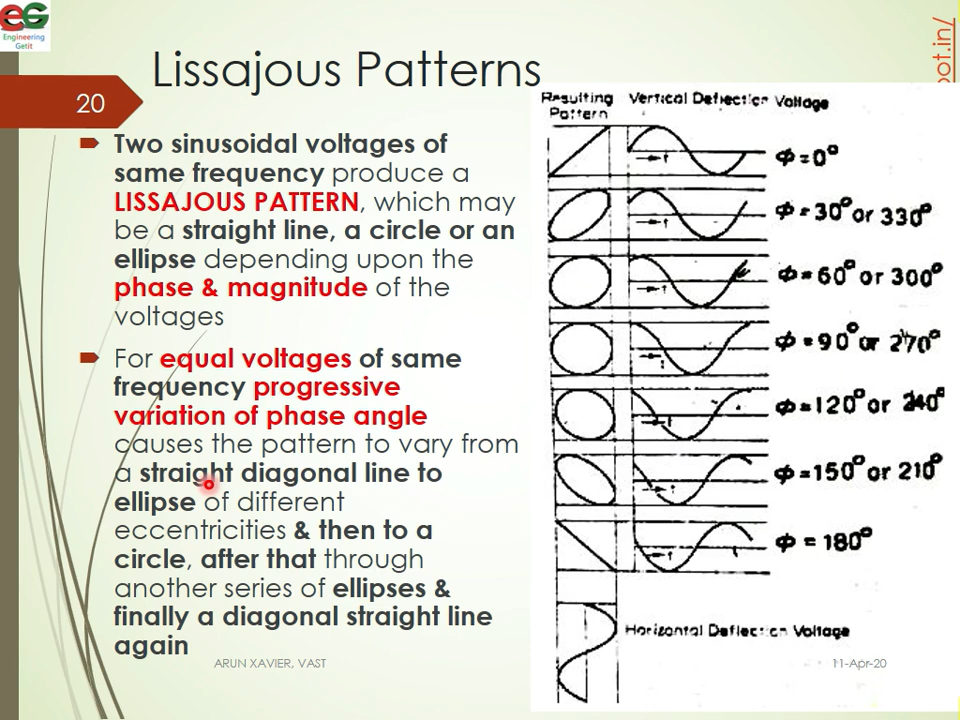 EG
Engineering
Getit
Lissajous Patterns
20
Two sinusoidal voltages of
same frequency produce a
LISSAJOUS PATTERN, which may
be a straight line, a circle or an
ellipse depending upon the
phase & magnitude of the
voltages
For equal voltages of same
frequency progressive
variation of phase angle
causes the pattern to vary from
a straight diagonal line to
ellipse of different
eccentricities & then to a
circle, after that through
another series of ellipses &
finally a diagonal straight line
again
ARUN XAVIER, VAST
11-Apr-20
ot.in/
Resulting
Pattern
Vertical Deflection Voltage
t
Φ=0°
t
Φ=30° or 330°
t
Φ=60° or 300°
t
Φ=90° or 270°
t
Φ=120° or 240°
t
Φ=150° or 210°
t
Φ=180°
Horizontal Deflection Voltage